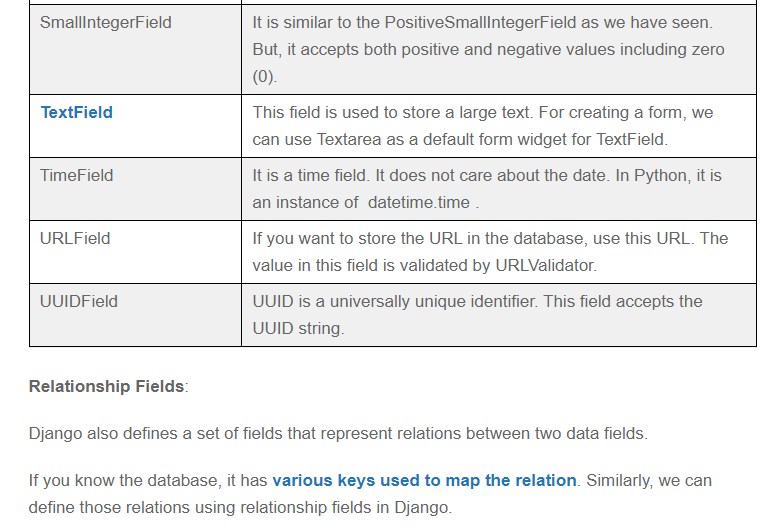 SmallIntegerField
It is similar to the PositiveSmallIntegerField as we have seen.
But, it accepts both positive and negative values including zero
(0).
TextField
This field is used to store a large text. For creating a form, we
can use Textarea as a default form widget for TextField.
TimeField
It is a time field. It does not care about the date. In Python, it is
an instance of  datetime.time .
URLField
If you want to store the URL in the database, use this URL. The
value in this field is validated by URLValidator.
UUIDField
UUID is a universally unique identifier. This field accepts the
UUID string.
Relationship Fields:
Django also defines a set of fields that represent relations between two data fields.
If you know the database, it has various keys used to map the relation. Similarly, we can
define those relations using relationship fields in Django.